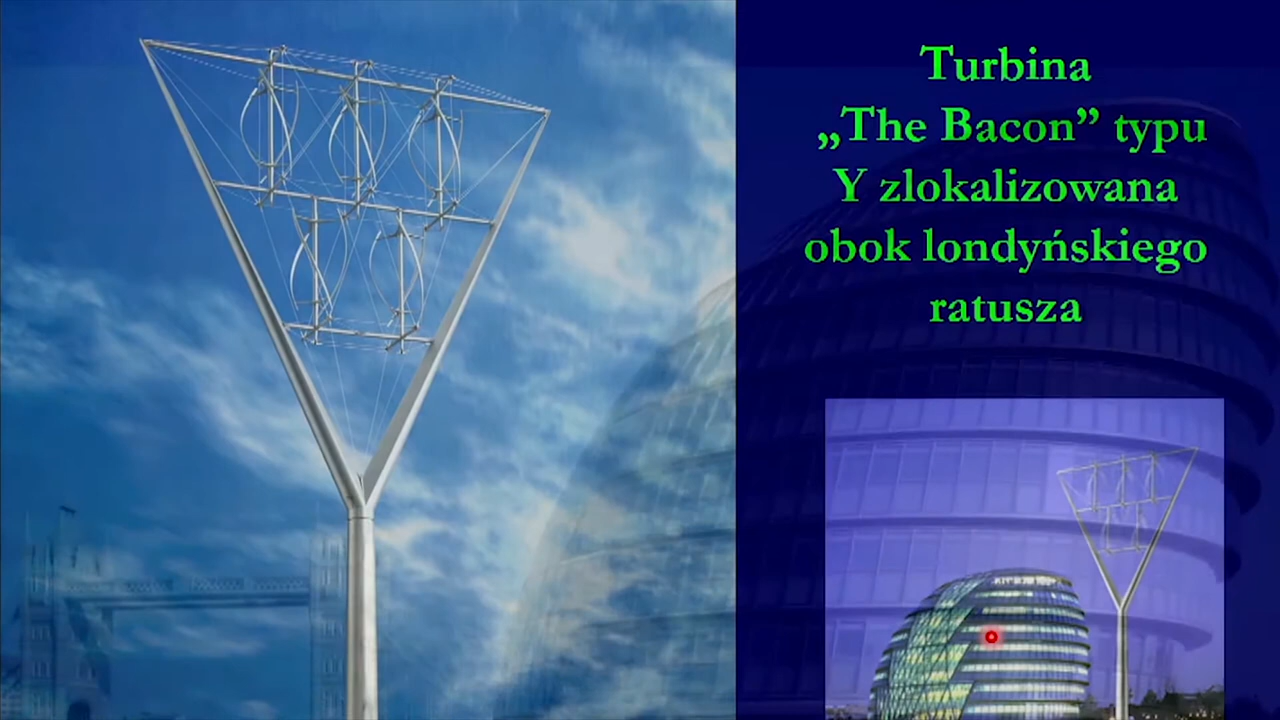 Turbina
„The Bacon” typu
Y zlokalizowana
obok londyńskiego
ratusza